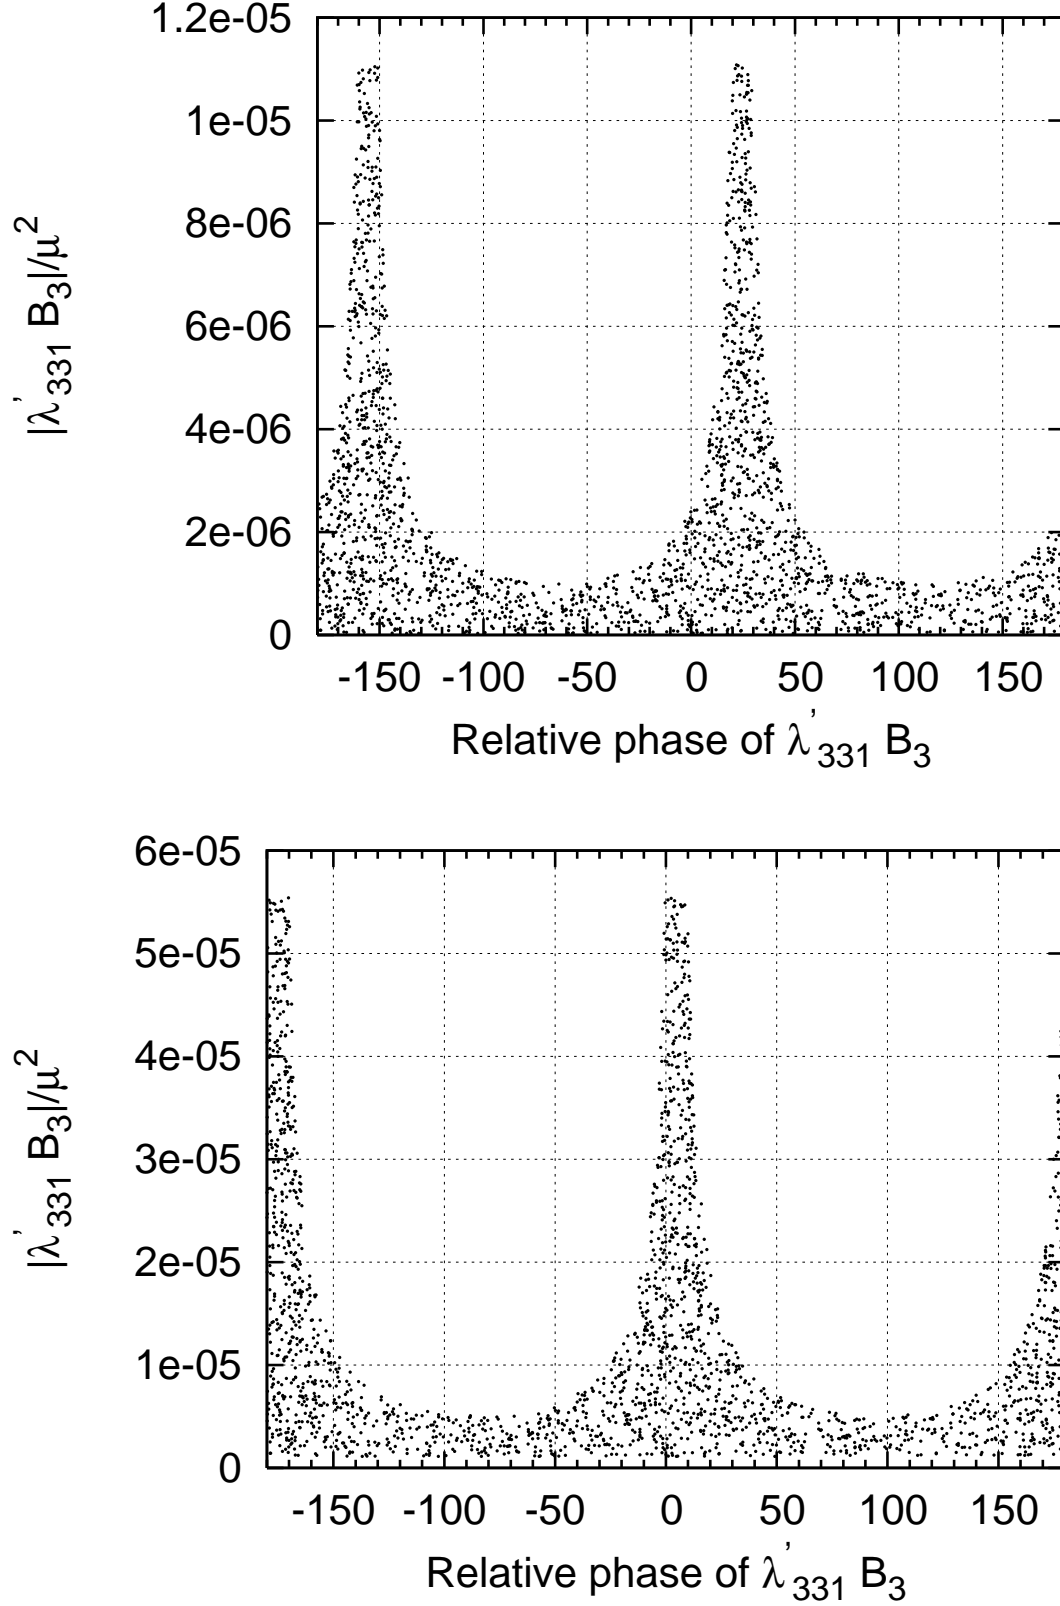 1.2e-05
1e-05
8e-06
6e-06
4e-06
2e-06
0
|λ'331 B3|/μ2
-150 -100 -50 0 50 100 150
Relative phase of λ'331 B3
6e-05
5e-05
4e-05
3e-05
2e-05
1e-05
0
|λ'331 B3|/μ2
-150 -100 -50 0 50 100 150
Relative phase of λ'331 B3